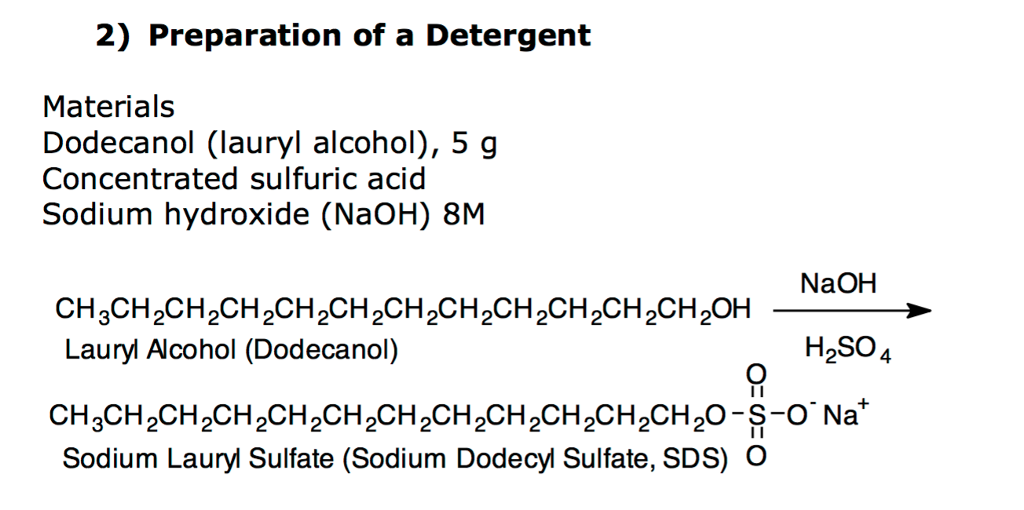 2) Preparation of a Detergent
Materials
Dodecanol (lauryl alcohol), 5 g
Concentrated sulfuric acid
Sodium hydroxide (NaOH) 8M
NaOH
CH₃CH₂CH₂CH₂CH₂CH₂CH₂CH₂CH₂CH₂CH₂CH₂OH
Lauryl Alcohol (Dodecanol)
H₂SO₄
O
CH₃CH₂CH₂CH₂CH₂CH₂CH₂CH₂CH₂CH₂CH₂CH₂O-S-O⁻ Na⁺
Sodium Lauryl Sulfate (Sodium Dodecyl Sulfate, SDS)
O